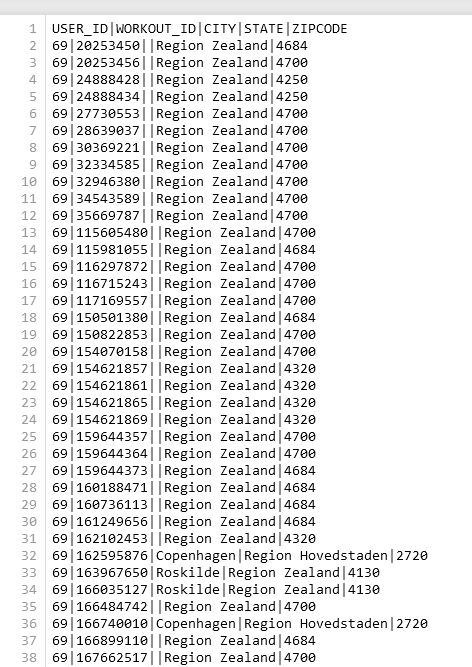 1 USER_ID|WORKOUT_ID|CITY|STATE|ZIPCODE
2 69|20253450||Region Zealand|4684
3 69|20253456||Region Zealand|4700
4 69|24888428||Region Zealand|4250
5 69|24888434||Region Zealand|4250
6 69|27730553||Region Zealand|4700
7 69|28639037||Region Zealand|4700
8 69|30369221||Region Zealand|4700
9 69|32334585||Region Zealand|4700
10 69|32946380||Region Zealand|4700
11 69|34543589||Region Zealand|4700
12 69|35669787||Region Zealand|4700
13 69|115605480||Region Zealand|4700
14 69|115981055||Region Zealand|4684
15 69|116297872||Region Zealand|4700
16 69|116715243||Region Zealand|4700
17 69|117169557||Region Zealand|4700
18 69|150501380||Region Zealand|4684
19 69|150822853||Region Zealand|4700
20 69|154070158||Region Zealand|4700
21 69|154621857||Region Zealand|4320
22 69|154621861||Region Zealand|4320
23 69|154621865||Region Zealand|4320
24 69|154621869||Region Zealand|4320
25 69|159644357||Region Zealand|4700
26 69|159644364||Region Zealand|4700
27 69|159644373||Region Zealand|4684
28 69|160188471||Region Zealand|4684
29 69|160736113||Region Zealand|4684
30 69|161249656||Region Zealand|4684
31 69|162102453||Region Zealand|4320
32 69|162595876|Copenhagen|Region Hovedstaden|2720
33 69|163967650|Roskilde|Region Zealand|4130
34 69|166035127|Roskilde|Region Zealand|4130
35 69|166484742||Region Zealand|4700
36 69|166740010|Copenhagen|Region Hovedstaden|2720
37 69|166899110||Region Zealand|4684
38 69|167662517||Region Zealand|4700